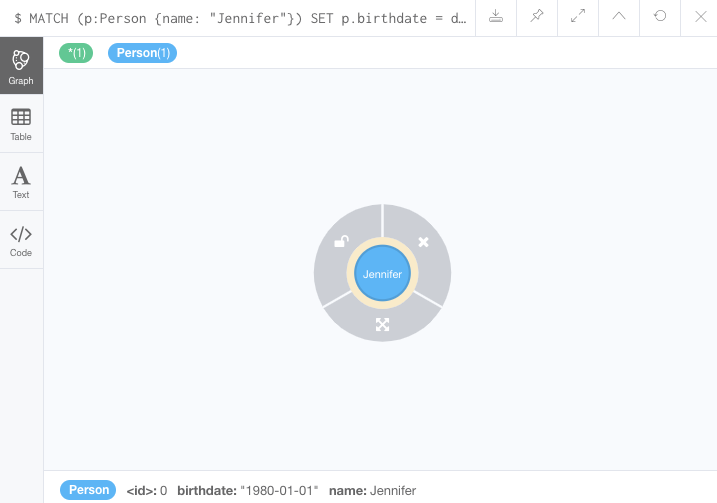 $ MATCH (p:Person {name: "Jennifer"}) SET p.birthdate = d…
*(1) Person(1)
Graph
Table
A
Text
Code
Jennifer
Person <id>: 0 birthdate: "1980-01-01" name: Jennifer